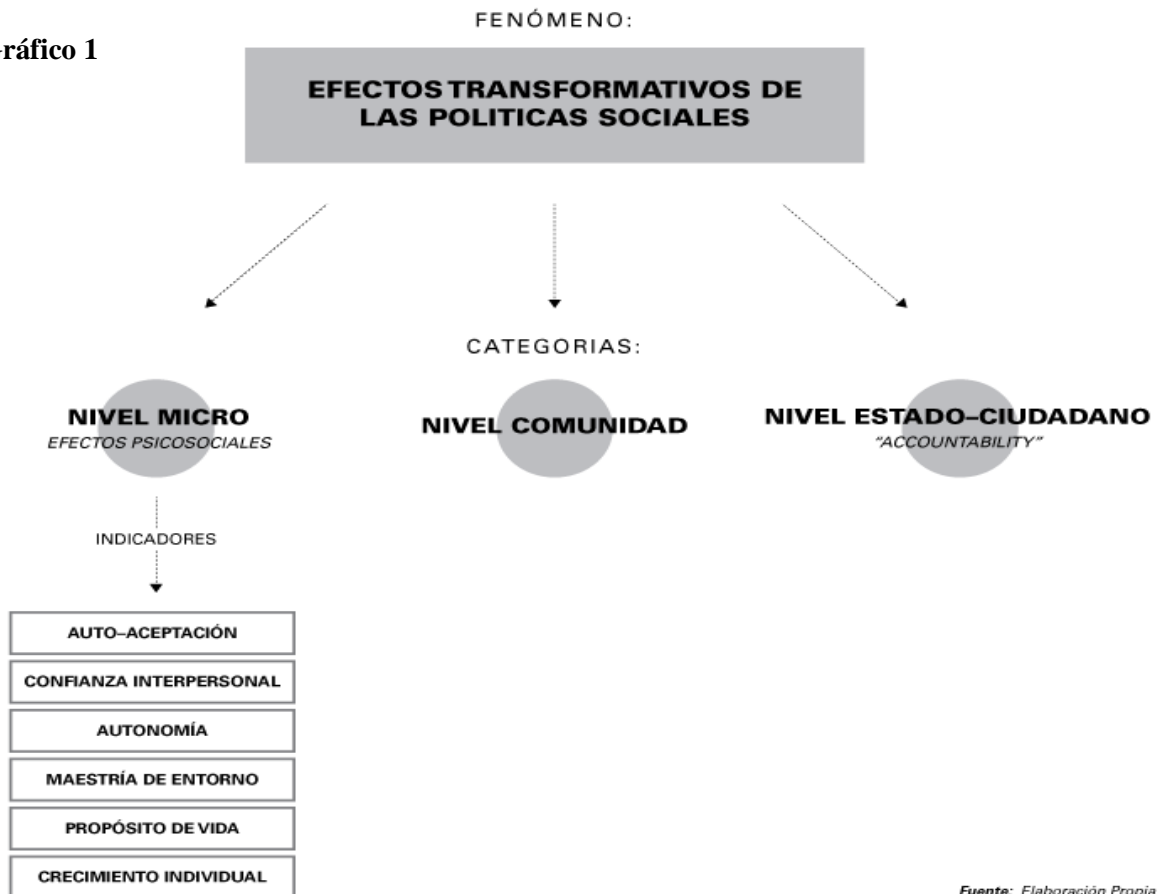 FENÓMENO:
ráfico 1
EFECTOS TRANSFORMATIVOS DE
LAS POLITICAS SOCIALES
CATEGORIAS:
NIVEL MICRO
EFECTOS PSICOSOCIALES
NIVEL COMUNIDAD
NIVEL ESTADO–CIUDADANO
"ACCOUNTABILITY"
INDICADORES
AUTO–ACEPTACIÓN
CONFIANZA INTERPERSONAL
AUTONOMÍA
MAESTRÍA DE ENTORNO
PROPÓSITO DE VIDA
CRECIMIENTO INDIVIDUAL
Fuente: Elaboración Propia